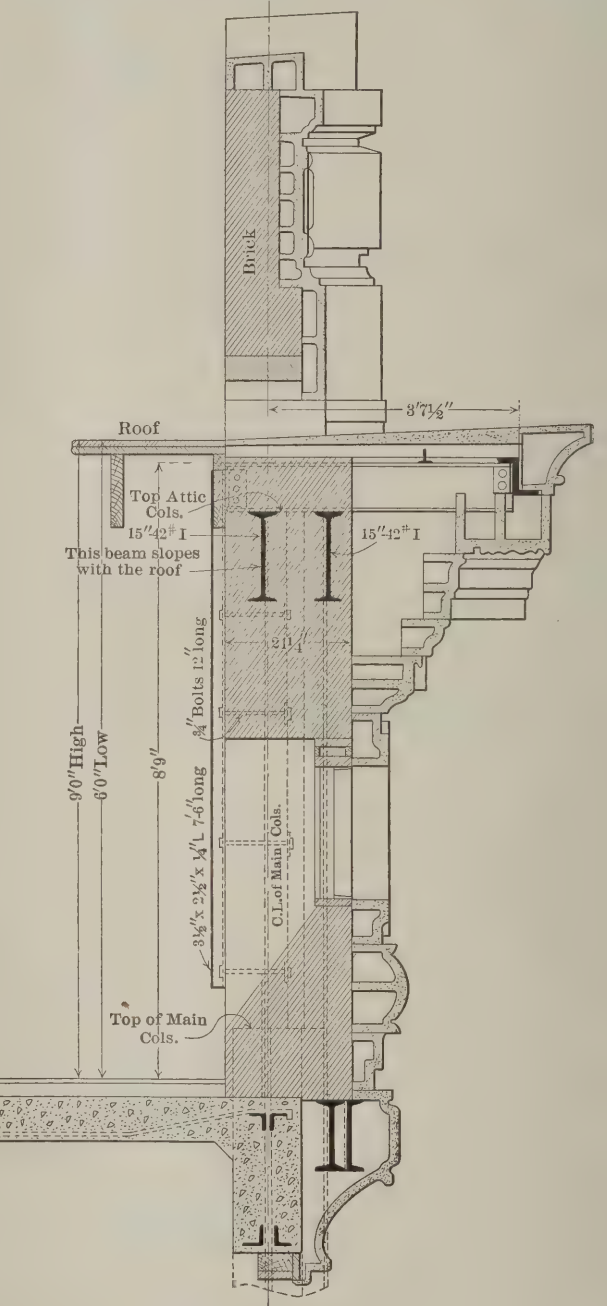 Brick
3'7½"
Roof
Top Attic
Cols.
15"42# I
This beam slopes
with the roof
15"42# I
21¼"
¾" Bolts 12" long
9'0" High
6'0" Low
8'9"
3½" x 2½" x ¼" L 7'-6" long
C.L. of Main Cols.
Top of Main
Cols.